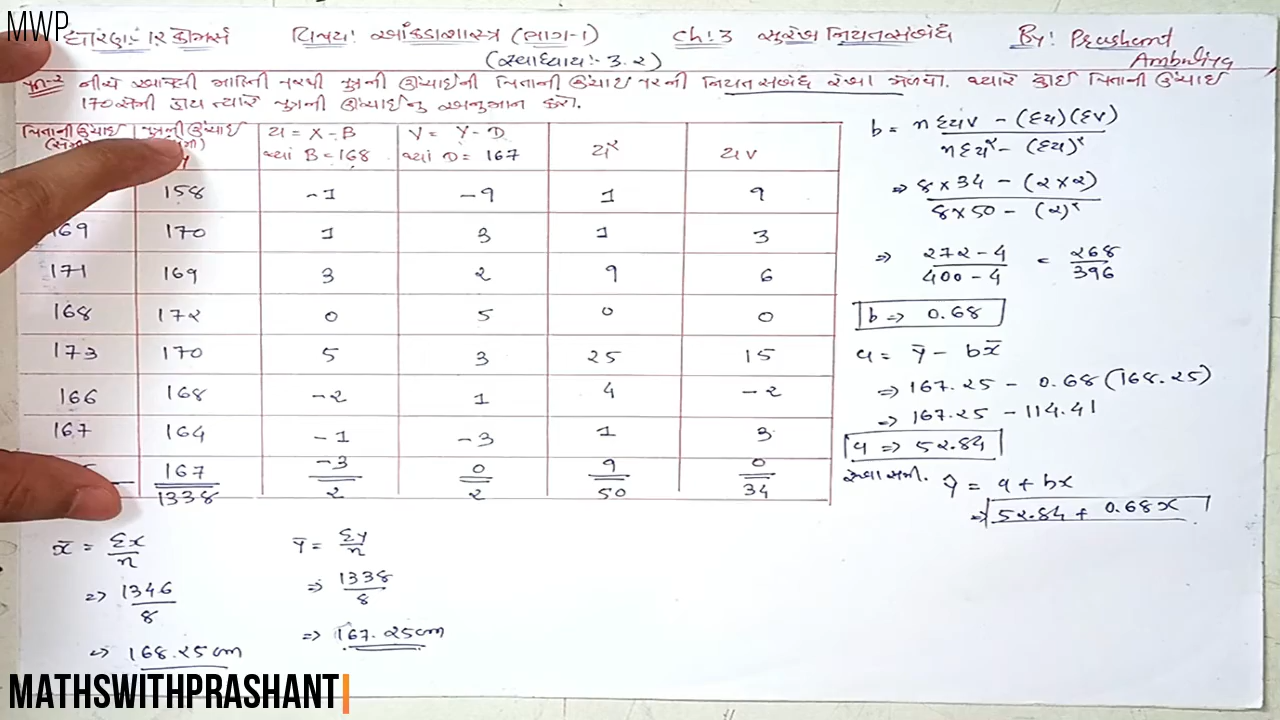 MWP
ધોરણ: ૧૨ કોમર્સ વિષય: આંકડાશાસ્ત્ર (ભાગ-૧) ch:3 સુરેખ નિયતસંબંધ By: Prashant Ambaliya
(સ્વાધ્યાય:-૩.૨)
નીચે આપેલી માહિતી પરથી પુત્રની ઊંચાઈની પિતાની ઊંચાઈ પરની નિયતસંબંધ રેખા મેળવો. જ્યારે કોઈ પિતાની ઊંચાઈ
170 સેમી હોય ત્યારે પુત્રની ઊંચાઈનું અનુમાન કરો.
પિતાની ઊંચાઈ પુત્રની ઊંચાઈ u = X - B V = Y - D
જ્યાં B = 168 જ્યાં D = 167 u² uv
158 -1 -9 1 9
169 170 1 3 1 3
171 169 3 2 9 6
168 172 0 5 0 0
173 170 5 3 25 15
166 168 -2 1 4 -2
167 164 -1 -3 1 3
167 -3 0 9 0
1338 2 2 50 34
x̄ = Σx/n
=> 1346/8
=> 168.25 cm
ȳ = Σy/n
=> 1338/8
=> 167.25 cm
b = nΣuv - (Σu)(Σv) / nΣu² - (Σu)²
=> 8 x 34 - (2 x 2) / 8 x 50 - (2)²
=> 272 - 4 / 400 - 4 = 268/396
b => 0.68
a = ȳ - bx̄
=> 167.25 - 0.68 (168.25)
=> 167.25 - 114.41
a => 52.84
ŷ = a + bx
=> 52.84 + 0.68x
MATHSWITHPRASHANT